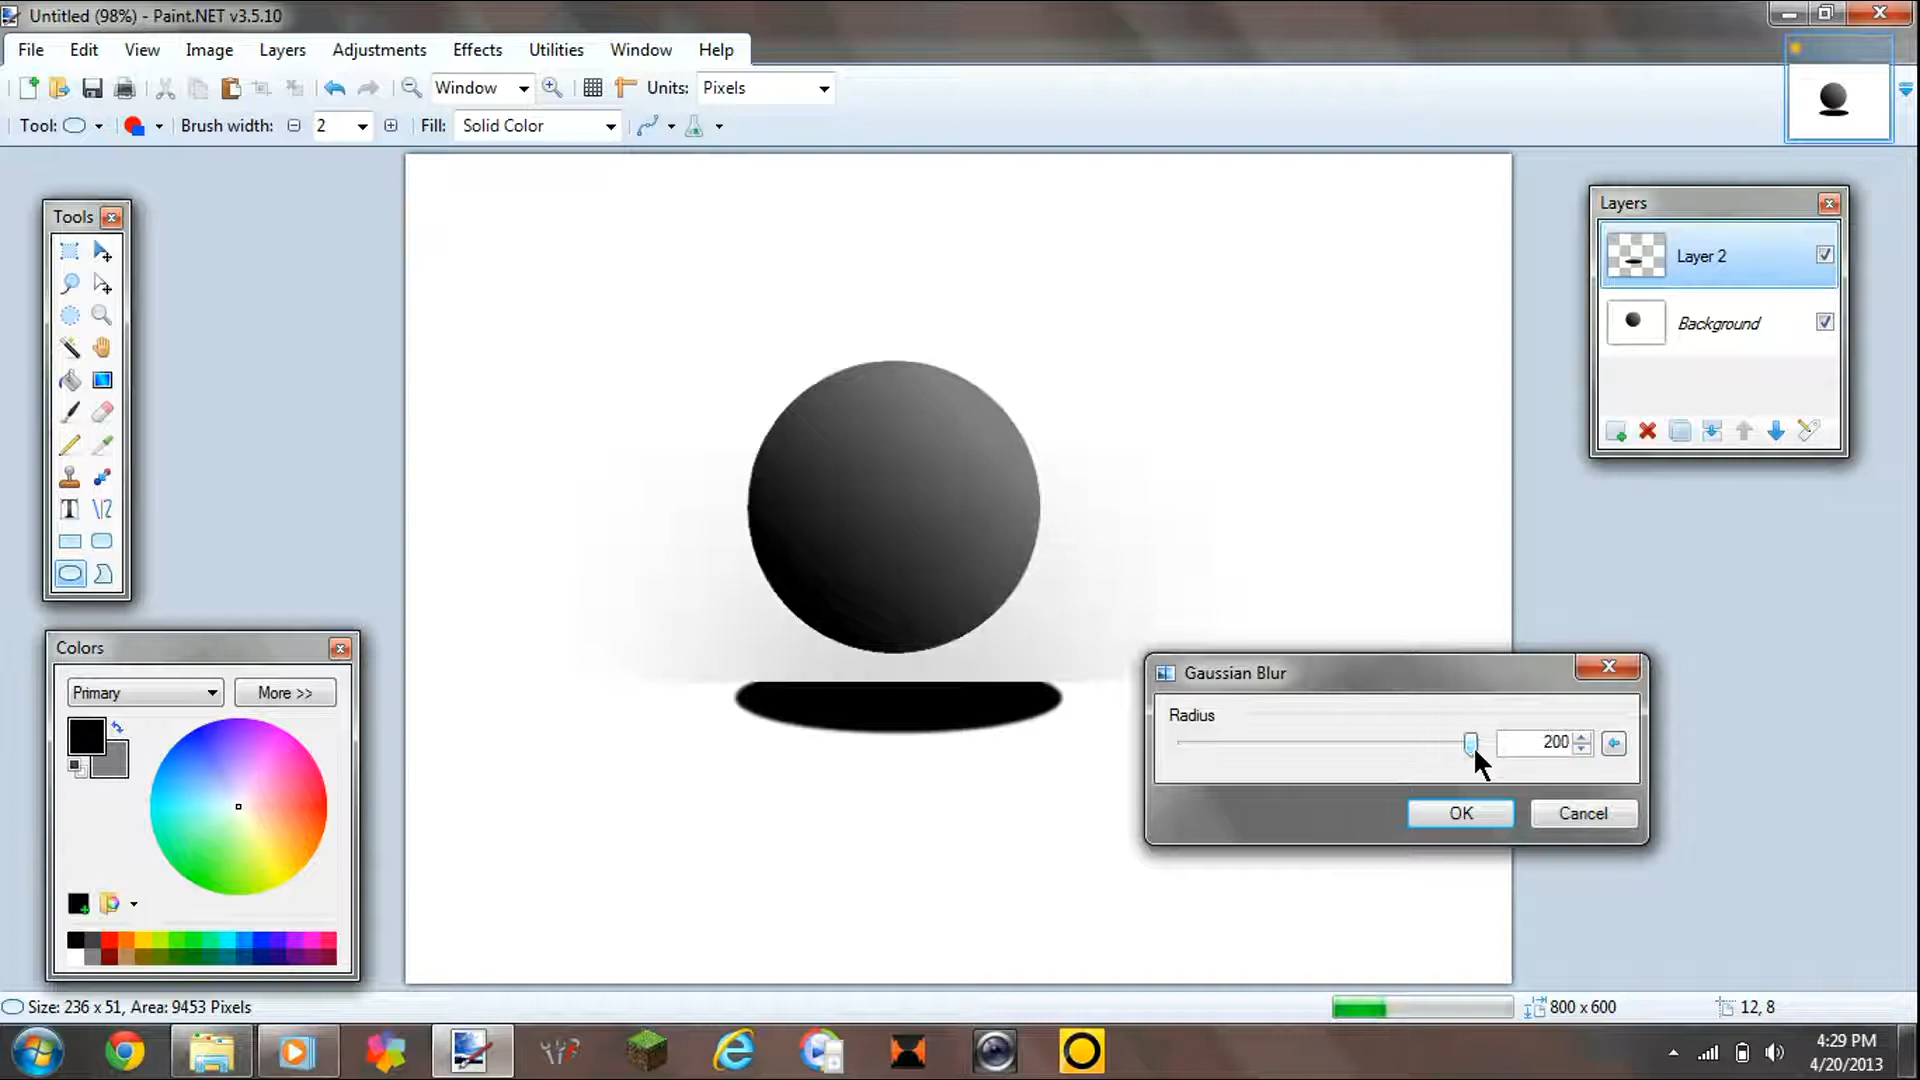 Untitled (98%) - Paint.NET v3.5.10
File Edit View Image Layers Adjustments Effects Utilities Window Help
Window Units: Pixels
Tool: Brush width: 2 Fill: Solid Color
Tools
Layers
Layer 2
Background
Colors
Primary More >>
Gaussian Blur
Radius
200
OK Cancel
Size: 236 x 51, Area: 9453 Pixels 800 x 600 12, 8
4:29 PM
4/20/2013